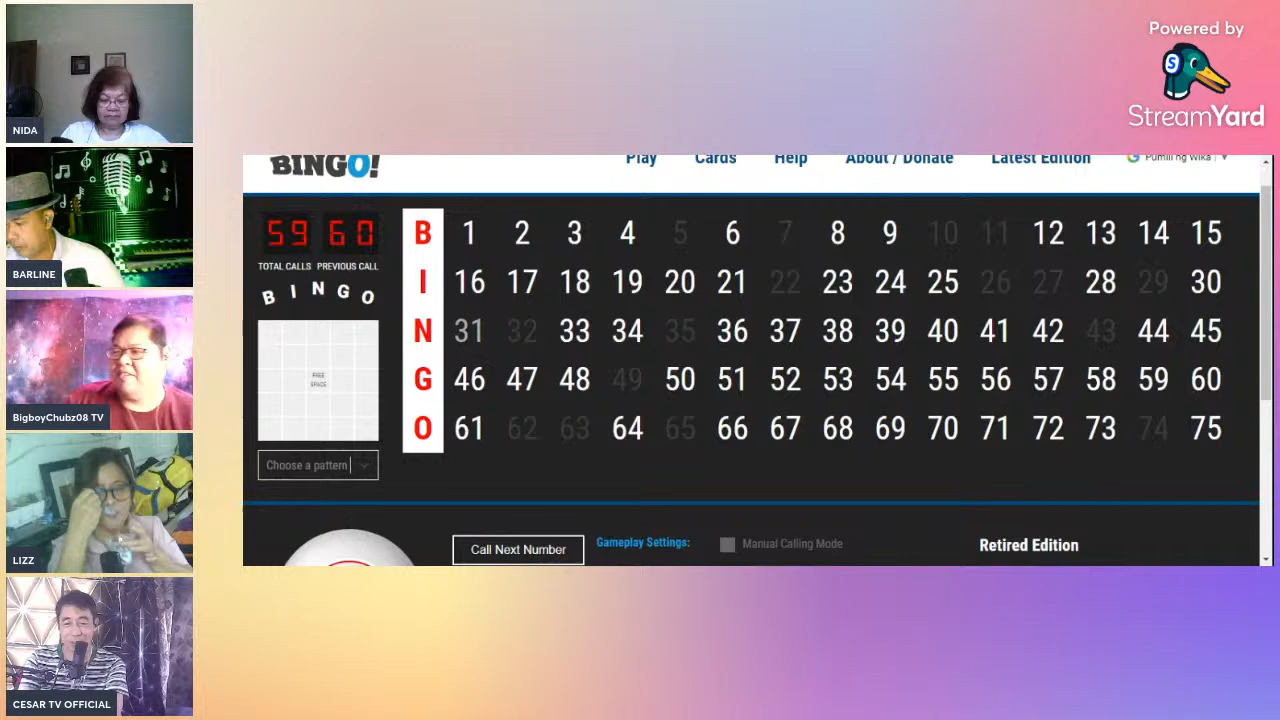 Powered by
StreamYard
NIDA
BARLINE
BigboyChubz08 TV
LIZZ
CESAR TV OFFICIAL
BINGO!
Play Cards Help About / Donate Latest Edition Pumili ng Wika
59 60
TOTAL CALLS PREVIOUS CALL
B I N G O
FREE
SPACE
Choose a pattern
B 1 2 3 4 5 6 7 8 9 10 11 12 13 14 15
I 16 17 18 19 20 21 22 23 24 25 26 27 28 29 30
N 31 32 33 34 35 36 37 38 39 40 41 42 43 44 45
G 46 47 48 49 50 51 52 53 54 55 56 57 58 59 60
O 61 62 63 64 65 66 67 68 69 70 71 72 73 74 75
Call Next Number
Gameplay Settings:
Manual Calling Mode
Retired Edition